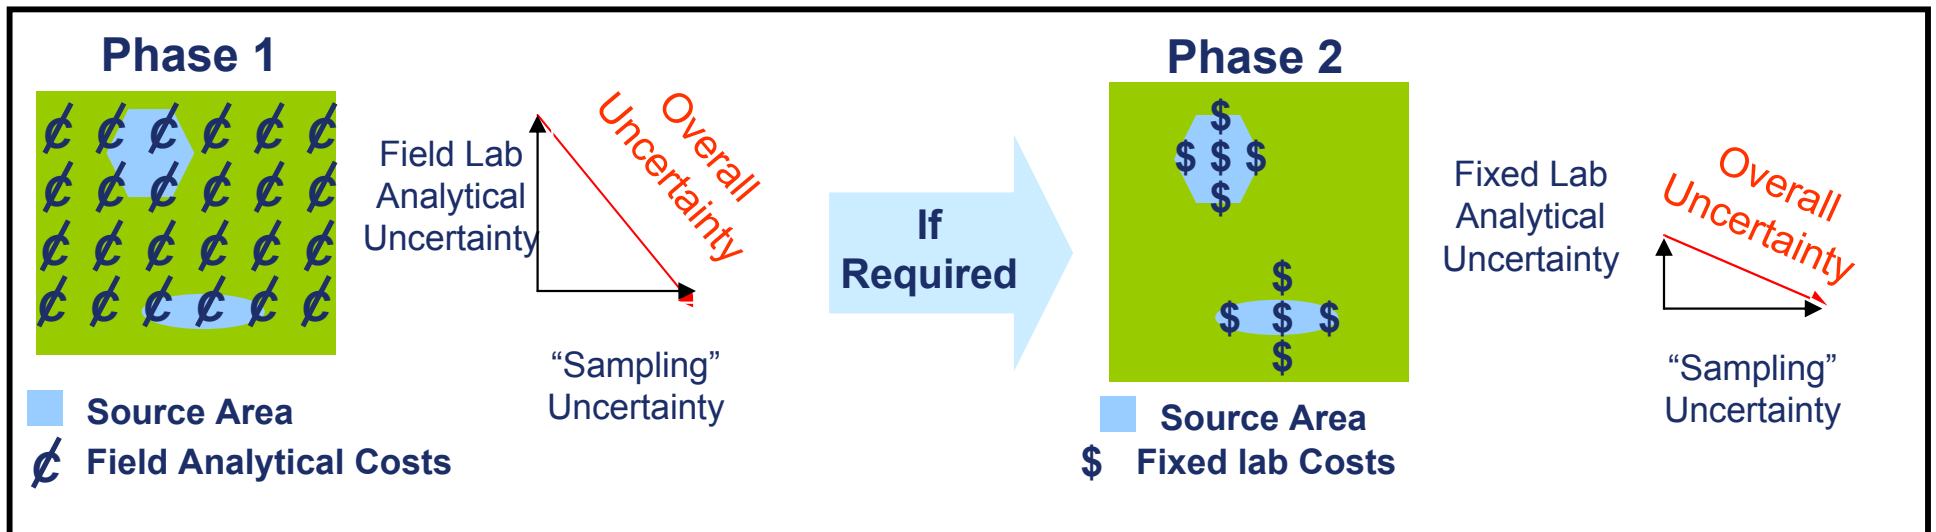 Phase 1
¢ ¢ ¢ ¢ ¢ ¢
¢ ¢ ¢ ¢ ¢ ¢
¢ ¢ ¢ ¢ ¢ ¢
¢ ¢ ¢ ¢ ¢ ¢
Source Area
¢ Field Analytical Costs
Field Lab
Analytical
Uncertainty
Overall
Uncertainty
“Sampling”
Uncertainty
If
Required
Phase 2
$
$ $ $
$
$
$ $ $
$
Source Area
$ Fixed lab Costs
Fixed Lab
Analytical
Uncertainty
Overall
Uncertainty
“Sampling”
Uncertainty